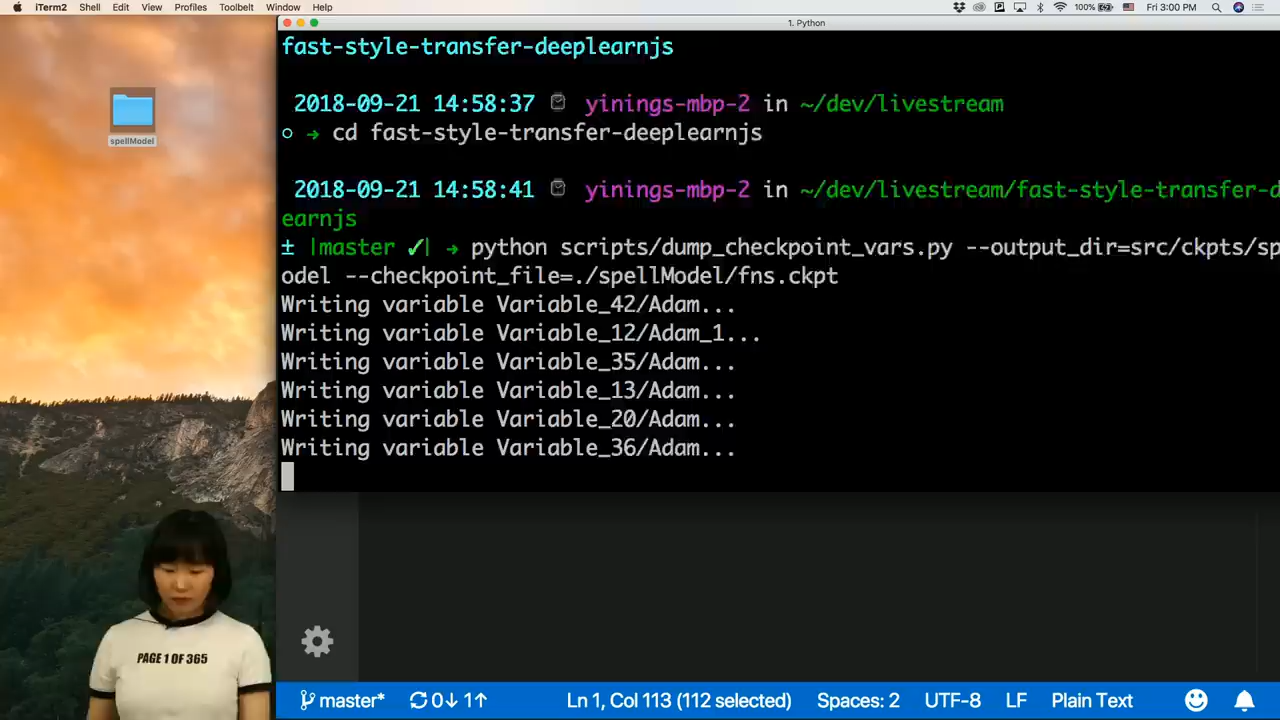 iTerm2 Shell Edit View Profiles Toolbelt Window Help 100% Fri 3:00 PM
1. Python
fast-style-transfer-deeplearnjs
spellModel
2018-09-21 14:58:37 yinings-mbp-2 in ~/dev/livestream
○ → cd fast-style-transfer-deeplearnjs
2018-09-21 14:58:41 yinings-mbp-2 in ~/dev/livestream/fast-style-transfer-d
earnjs
± |master ✓| → python scripts/dump_checkpoint_vars.py --output_dir=src/ckpts/sp
odel --checkpoint_file=./spellModel/fns.ckpt
Writing variable Variable_42/Adam...
Writing variable Variable_12/Adam_1...
Writing variable Variable_35/Adam...
Writing variable Variable_13/Adam...
Writing variable Variable_20/Adam...
Writing variable Variable_36/Adam...
PAGE 1 OF 365
master* 0↓ 1↑ Ln 1, Col 113 (112 selected) Spaces: 2 UTF-8 LF Plain Text